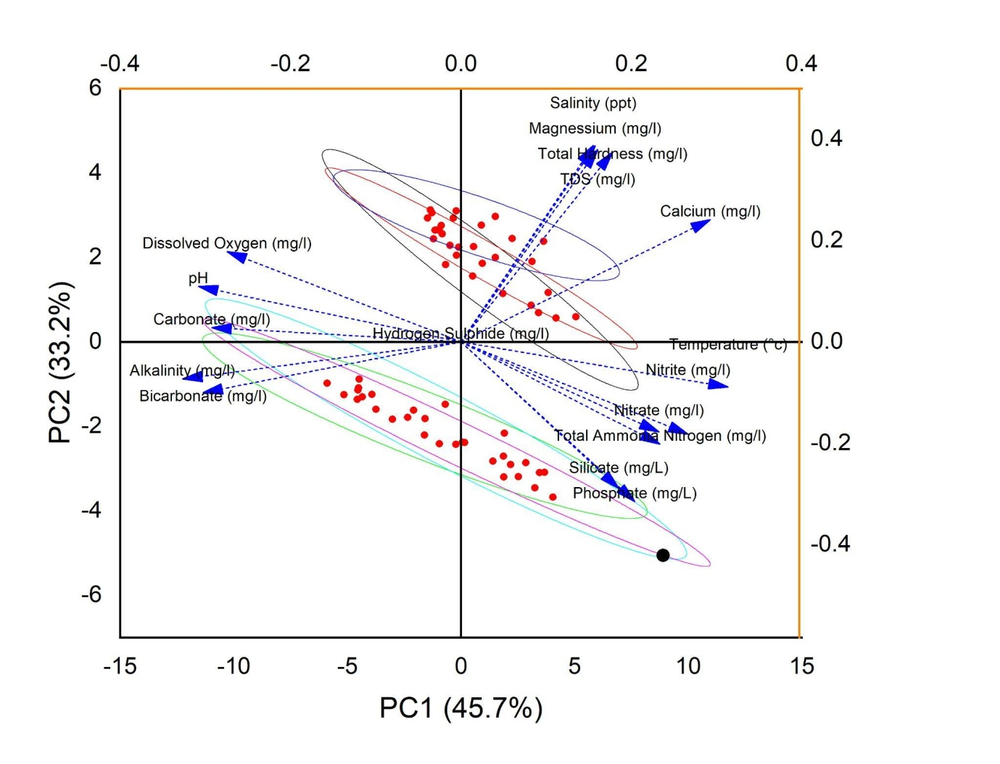 -0.4 -0.2 0.0 0.2 0.4
6
Salinity (ppt)
Magnessium (mg/l)
0.4
Total Hardness (mg/l)
4
TDS (mg/l)
Calcium (mg/l)
0.2
Dissolved Oxygen (mg/l)
2
pH
Carbonate (mg/l)
Hydrogen Sulphide (mg/l)
0
0.0
Temperature (°c)
Alkalinity (mg/l)
Nitrite (mg/l)
Bicarbonate (mg/l)
Nitrate (mg/l)
-2
Total Ammonia Nitrogen (mg/l)
-0.2
Silicate (mg/L)
Phosphate (mg/L)
-4
-0.4
-6
PC2 (33.2%)
-15 -10 -5 0 5 10 15
PC1 (45.7%)